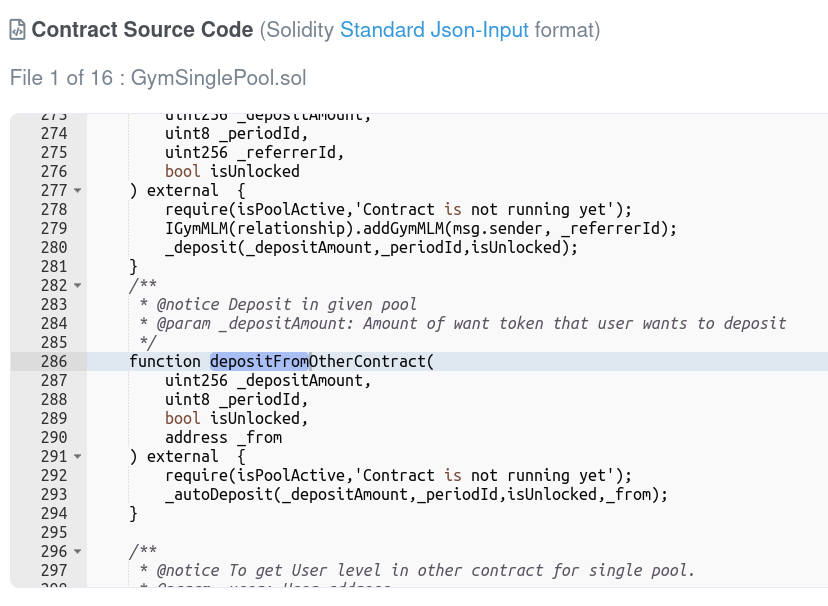 Contract Source Code (Solidity Standard Json-Input format)
File 1 of 16 : GymSinglePool.sol
273 uint256 _depositAmount,
274 uint8 _periodId,
275 uint256 _referrerId,
276 bool isUnlocked
277 ) external  {
278 require(isPoolActive,'Contract is not running yet');
279 IGymMLM(relationship).addGymMLM(msg.sender, _referrerId);
280 _deposit(_depositAmount,_periodId,isUnlocked);
281 }
282 /**
283 * @notice Deposit in given pool
284 * @param _depositAmount: Amount of want token that user wants to deposit
285 */
286 function depositFromOtherContract(
287 uint256 _depositAmount,
288 uint8 _periodId,
289 bool isUnlocked,
290 address _from
291 ) external  {
292 require(isPoolActive,'Contract is not running yet');
293 _autoDeposit(_depositAmount,_periodId,isUnlocked,_from);
294 }
295
296 /**
297 * @notice To get User level in other contract for single pool.
298 * @param _user: User address